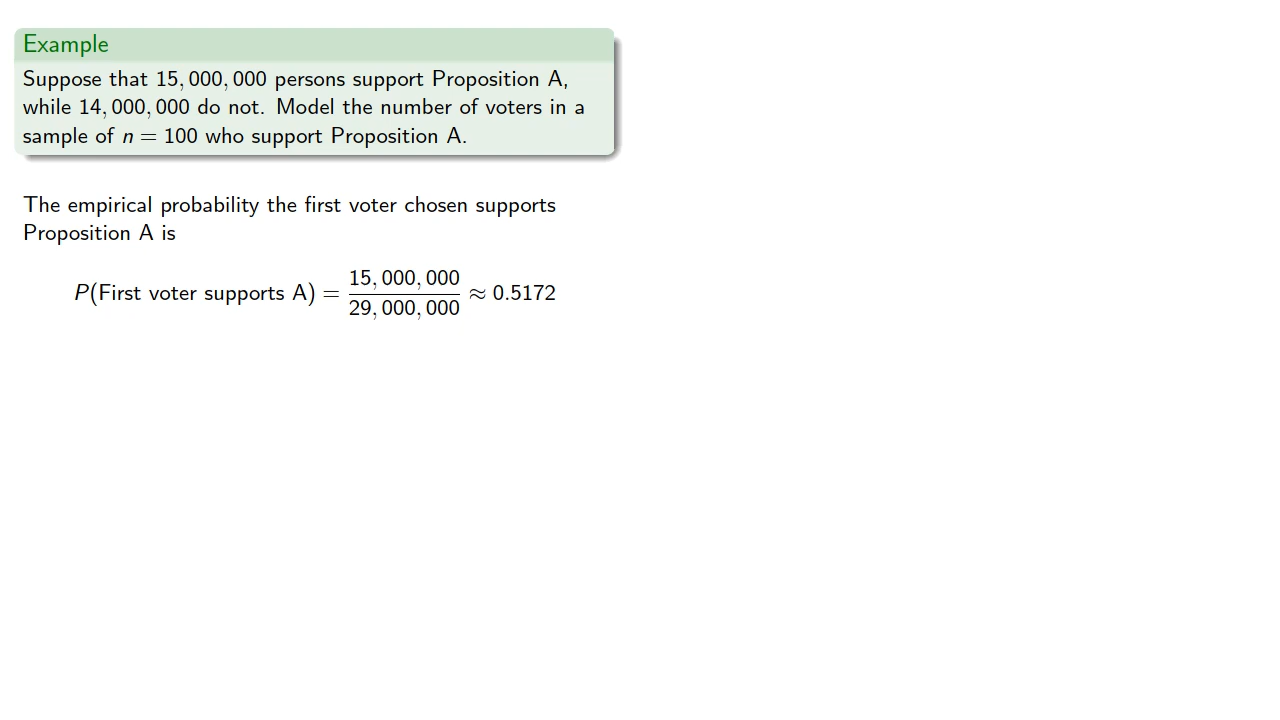 Example
Suppose that 15, 000, 000 persons support Proposition A,
while 14, 000, 000 do not. Model the number of voters in a
sample of n = 100 who support Proposition A.
The empirical probability the first voter chosen supports
Proposition A is
P(First voter supports A) = 15, 000, 000 / 29, 000, 000 ≈ 0.5172